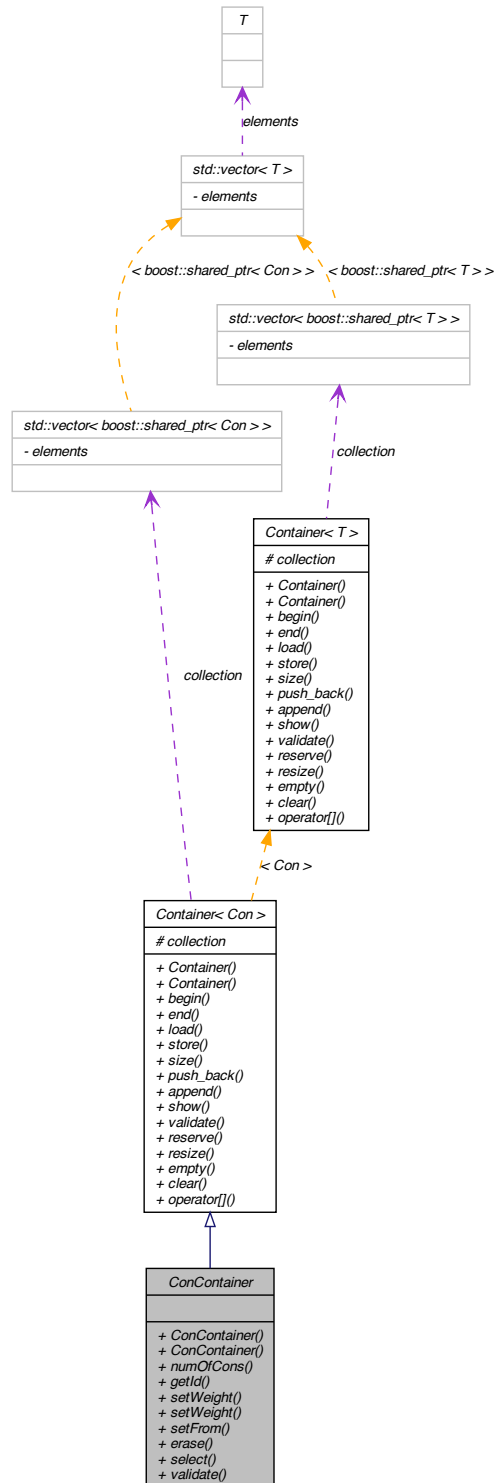 T
elements
std::vector< T >
- elements
< boost::shared_ptr< Con > >
< boost::shared_ptr< T > >
std::vector< boost::shared_ptr< T > >
- elements
std::vector< boost::shared_ptr< Con > >
- elements
collection
Container< T >
# collection
+ Container()
+ Container()
+ begin()
+ end()
+ load()
+ store()
+ size()
+ push_back()
+ append()
+ show()
+ validate()
+ reserve()
+ resize()
+ empty()
+ clear()
+ operator[]()
collection
< Con >
Container< Con >
# collection
+ Container()
+ Container()
+ begin()
+ end()
+ load()
+ store()
+ size()
+ push_back()
+ append()
+ show()
+ validate()
+ reserve()
+ resize()
+ empty()
+ clear()
+ operator[]()
ConContainer
+ ConContainer()
+ ConContainer()
+ numOfCons()
+ getId()
+ setWeight()
+ setWeight()
+ setFrom()
+ erase()
+ select()
+ validate()